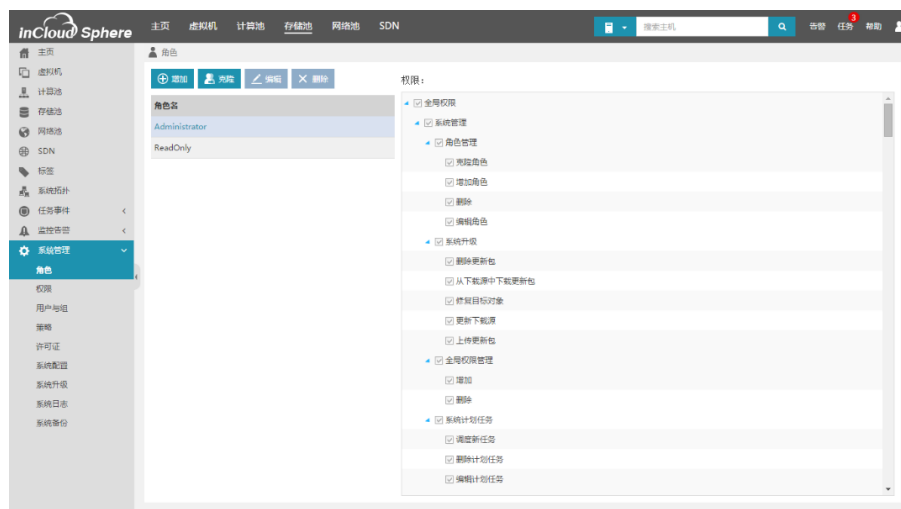 inCloud Sphere
主页 虚拟机 计算池 存储池 网络池 SDN
搜索主机
告警 任务 3 帮助
主页
虚拟机
计算池
存储池
网络池
SDN
标签
系统拓扑
任务事件
监控告警
系统管理
角色
权限
用户与组
策略
许可证
系统配置
系统升级
系统日志
系统备份
角色
增加 克隆 编辑 删除
角色名
Administrator
ReadOnly
权限：
全局权限
系统管理
角色管理
克隆角色
增加角色
删除
编辑角色
系统升级
删除更新包
从下载源中下载更新包
修复目标对象
更新下载源
上传更新包
全局权限管理
增加
删除
系统计划任务
调度新任务
删除计划任务
编辑计划任务